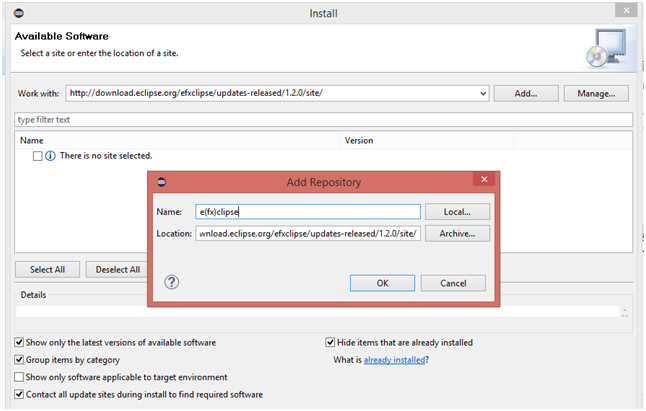 Install
Available Software
Select a site or enter the location of a site.
Work with: http://download.eclipse.org/efxclipse/updates-released/1.2.0/site/ Add... Manage...
type filter text
Name Version
There is no site selected.
Add Repository
Name: e(fx)clipse Local...
Location: wnload.eclipse.org/efxclipse/updates-released/1.2.0/site/ Archive...
OK Cancel
Select All Deselect All
Details
Show only the latest versions of available software Hide items that are already installed
Group items by category What is already installed?
Show only software applicable to target environment
Contact all update sites during install to find required software